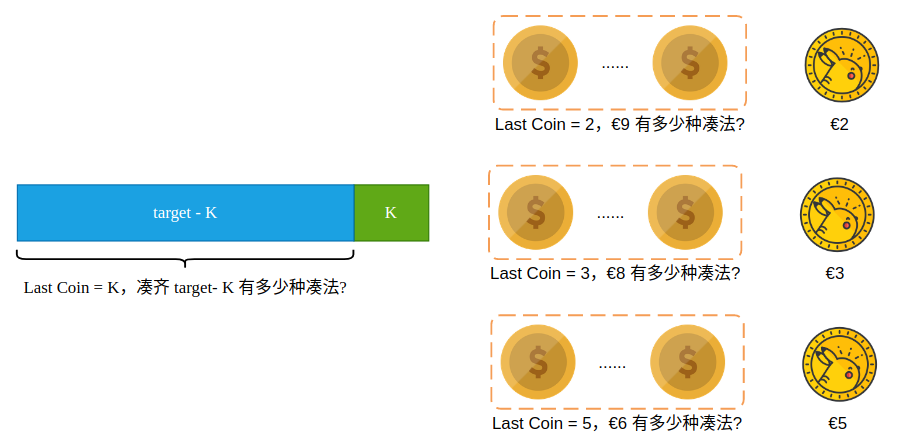 target - K
K
Last Coin = K，凑齐 target- K 有多少种凑法?
$
......
$
Last Coin = 2，€9 有多少种凑法?
€2
$
......
$
Last Coin = 3，€8 有多少种凑法?
€3
$
......
$
Last Coin = 5，€6 有多少种凑法?
€5